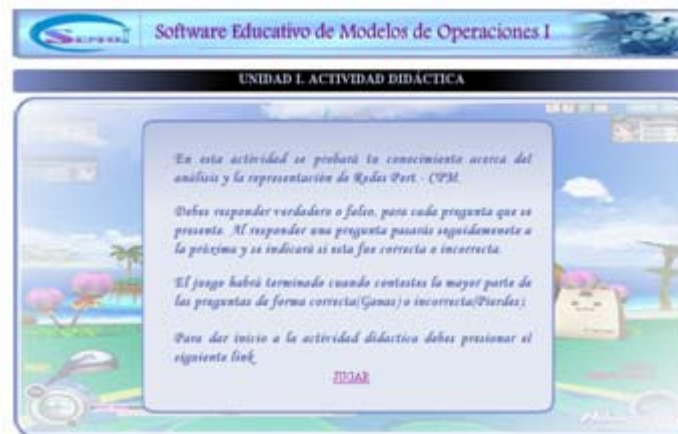 Software Educativo de Modelos de Operaciones I
UNIDAD I. ACTIVIDAD DIDÁCTICA
En esta actividad se probará tu conocimiento acerca del
análisis y la representación de Redes Pert - CPM.
Debes responder verdadero o falso, para cada pregunta que se
presenta. Al responder una pregunta pasarás seguidamenete a
la próxima y se indicará si esta fue correcta o incorrecta.
El juego habrá terminado cuando contestes la mayor parte de
las preguntas de forma correcta(Ganas) o incorrecta(Pierdes).
Para dar inicio a la actividad didactica debes presionar el
siguiente link
JUGAR